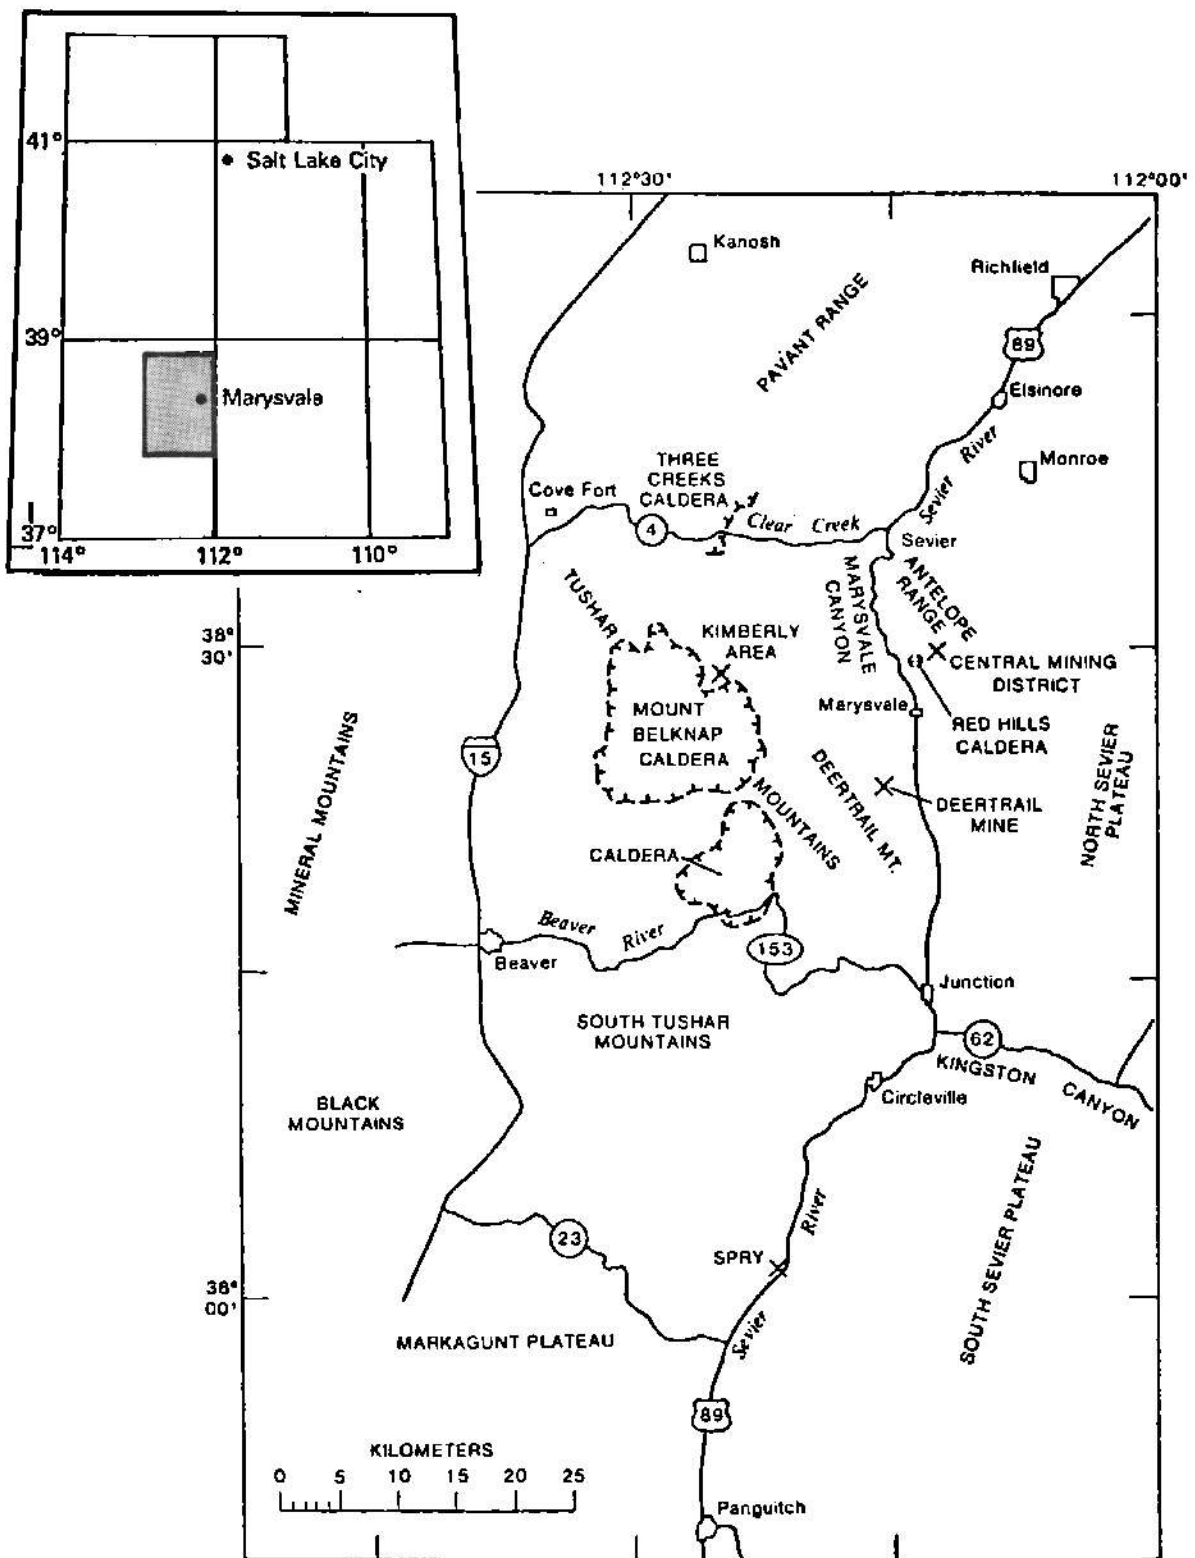 41°
Salt Lake City
39°
Marysvale
37°
114°
112°
110°
112°30'
112°00'
Kanosh
Richfield
PAVANT RANGE
89
Elsinore
Sevier River
Monroe
THREE
CREEKS
CALDERA
Cove Fort
4
Clear Creek
Sevier
TUSHAR
MARYSVALE
CANYON
ANTELOPE
RANGE
38°
30'
KIMBERLY
AREA
CENTRAL MINING
DISTRICT
MOUNT
BELKNAP
CALDERA
Marysvale
RED HILLS
CALDERA
15
MINERAL MOUNTAINS
MOUNTAINS
DEERTRAIL MT.
DEERTRAIL
MINE
NORTH SEVIER
PLATEAU
CALDERA
Beaver River
Beaver
153
Junction
SOUTH TUSHAR
MOUNTAINS
62
KINGSTON CANYON
Circleville
BLACK
MOUNTAINS
SOUTH SEVIER PLATEAU
23
SPRY
Sevier River
38°
00'
MARKAGUNT PLATEAU
89
KILOMETERS
0 5 10 15 20 25
Panguitch